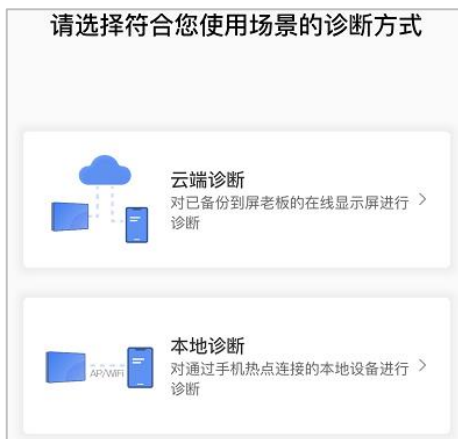 请选择符合您使用场景的诊断方式
云端诊断
对已备份到屏老板的在线显示屏进行
诊断
本地诊断
AP/WIFI
对通过手机热点连接的本地设备进行
诊断